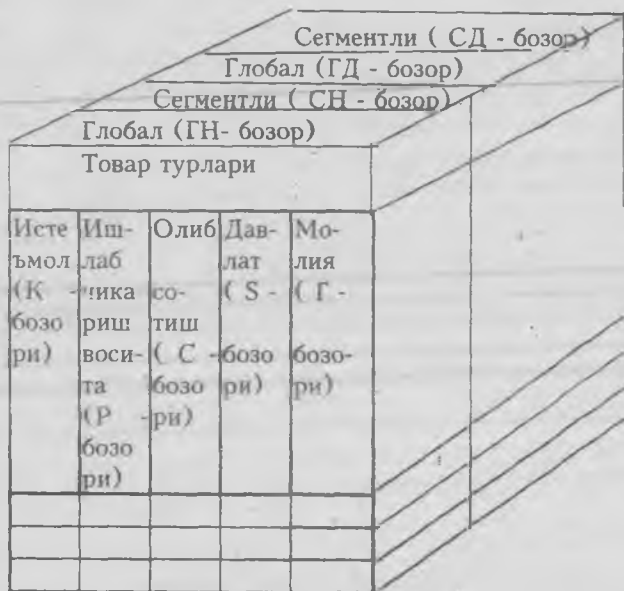 Сегментли ( СД - бозор)
Глобал (ГД - бозор)
Сегментли ( СН - бозор)
Глобал (ГН- бозор)
Товар турлари
Исте
ъмол
(К -
бозо
ри)
Иш-
лаб
чика
риш
воси-
та
(Р -
бозо
ри)
Олиб
со-
тиш
( С -
бозо
ри)
Дав-
лат
( S -
бозо
ри)
Мо-
лия
( Г -
бозо-
ри)